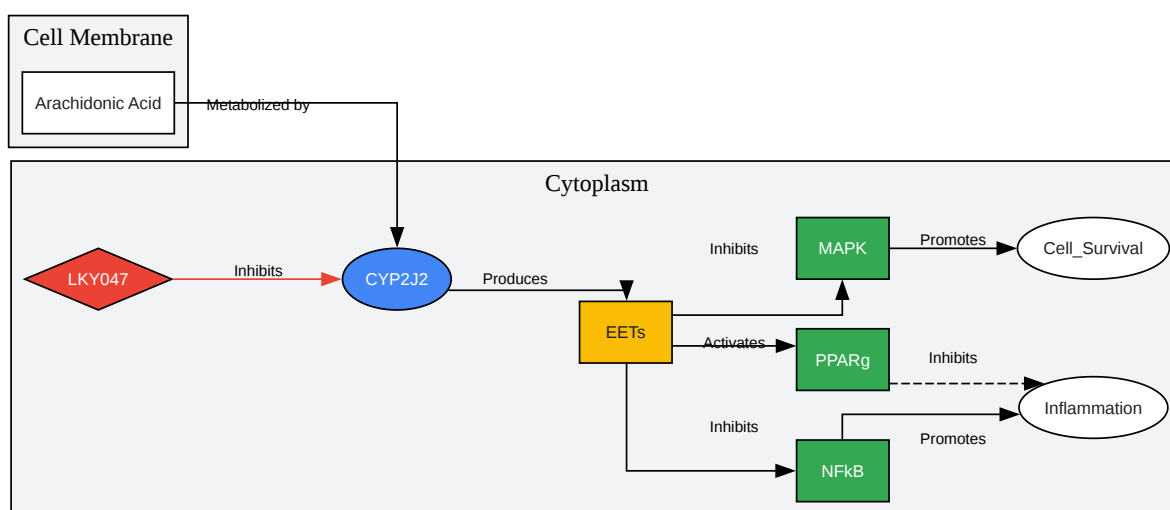 Cell Membrane
Arachidonic Acid
Metabolized by
Cytoplasm
LKY047
Inhibits
CYP2J2
Produces
EETs
Inhibits
MAPK
Promotes
Cell_Survival
Activates
PPARg
Inhibits
Inflammation
Inhibits
NFkB
Promotes